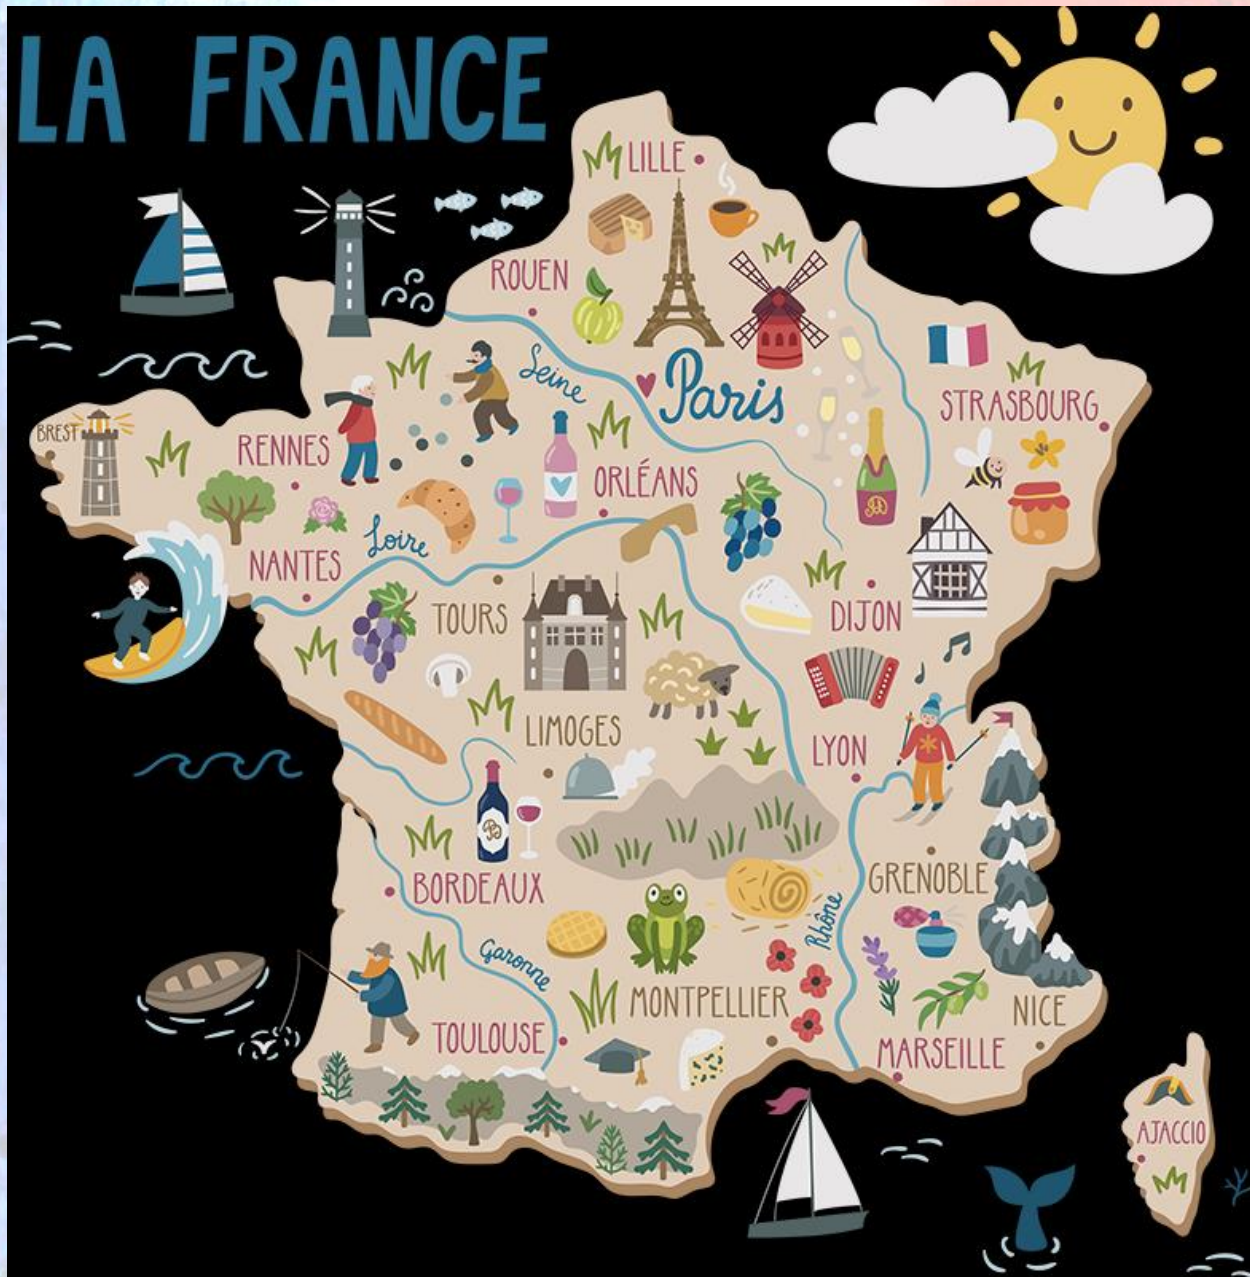 LA FRANCE
LILLE
ROUEN
Seine
Paris
STRASBOURG
BREST
RENNES
ORLÉANS
Loire
NANTES
TOURS
DIJON
LIMOGES
LYON
BORDEAUX
GRENOBLE
Rhône
Garonne
MONTPELLIER
NICE
TOULOUSE
MARSEILLE
AJACCIO